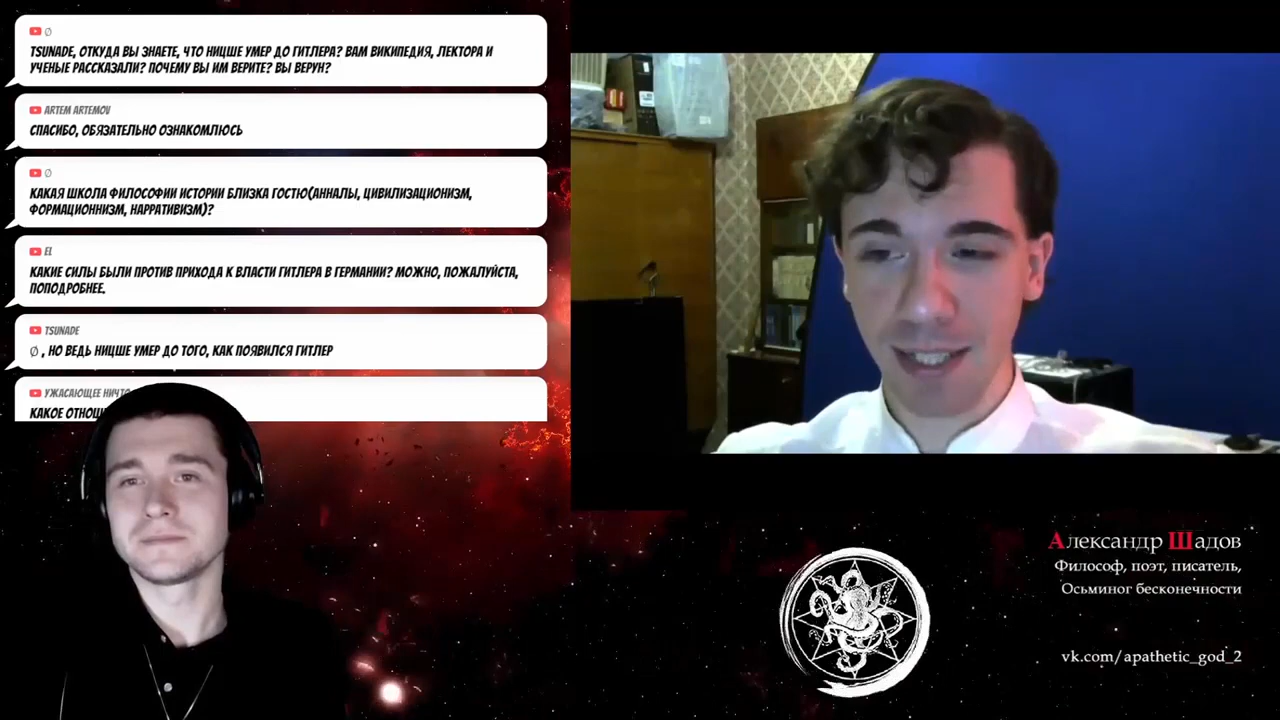 Ø
TSUNADE, ОТКУДА ВЫ ЗНАЕТЕ, ЧТО НИЦШЕ УМЕР ДО ГИТЛЕРА? ВАМ ВИКИПЕДИЯ, ЛЕКТОРА И
УЧЕНЫЕ РАССКАЗАЛИ? ПОЧЕМУ ВЫ ИМ ВЕРИТЕ? ВЫ ВЕРУН?
ARTEM ARTEMOV
СПАСИБО, ОБЯЗАТЕЛЬНО ОЗНАКОМЛЮСЬ
Ø
КАКАЯ ШКОЛА ФИЛОСОФИИ ИСТОРИИ БЛИЗКА ГОСТЮ(АННАЛЫ, ЦИВИЛИЗАЦИОНИЗМ,
ФОРМАЦИОННИЗМ, НАРРАТИВИЗМ)?
EL
КАКИЕ СИЛЫ БЫЛИ ПРОТИВ ПРИХОДА К ВЛАСТИ ГИТЛЕРА В ГЕРМАНИИ? МОЖНО, ПОЖАЛУЙСТА,
ПОПОДРОБНЕЕ.
TSUNADE
Ø , НО ВЕДЬ НИЦШЕ УМЕР ДО ТОГО, КАК ПОЯВИЛСЯ ГИТЛЕР
УЖАСАЮЩЕЕ НИЧТО
КАКОЕ
Александр Шадов
Философ, поэт, писатель,
Осьминог бесконечности
vk.com/apathetic_god_2